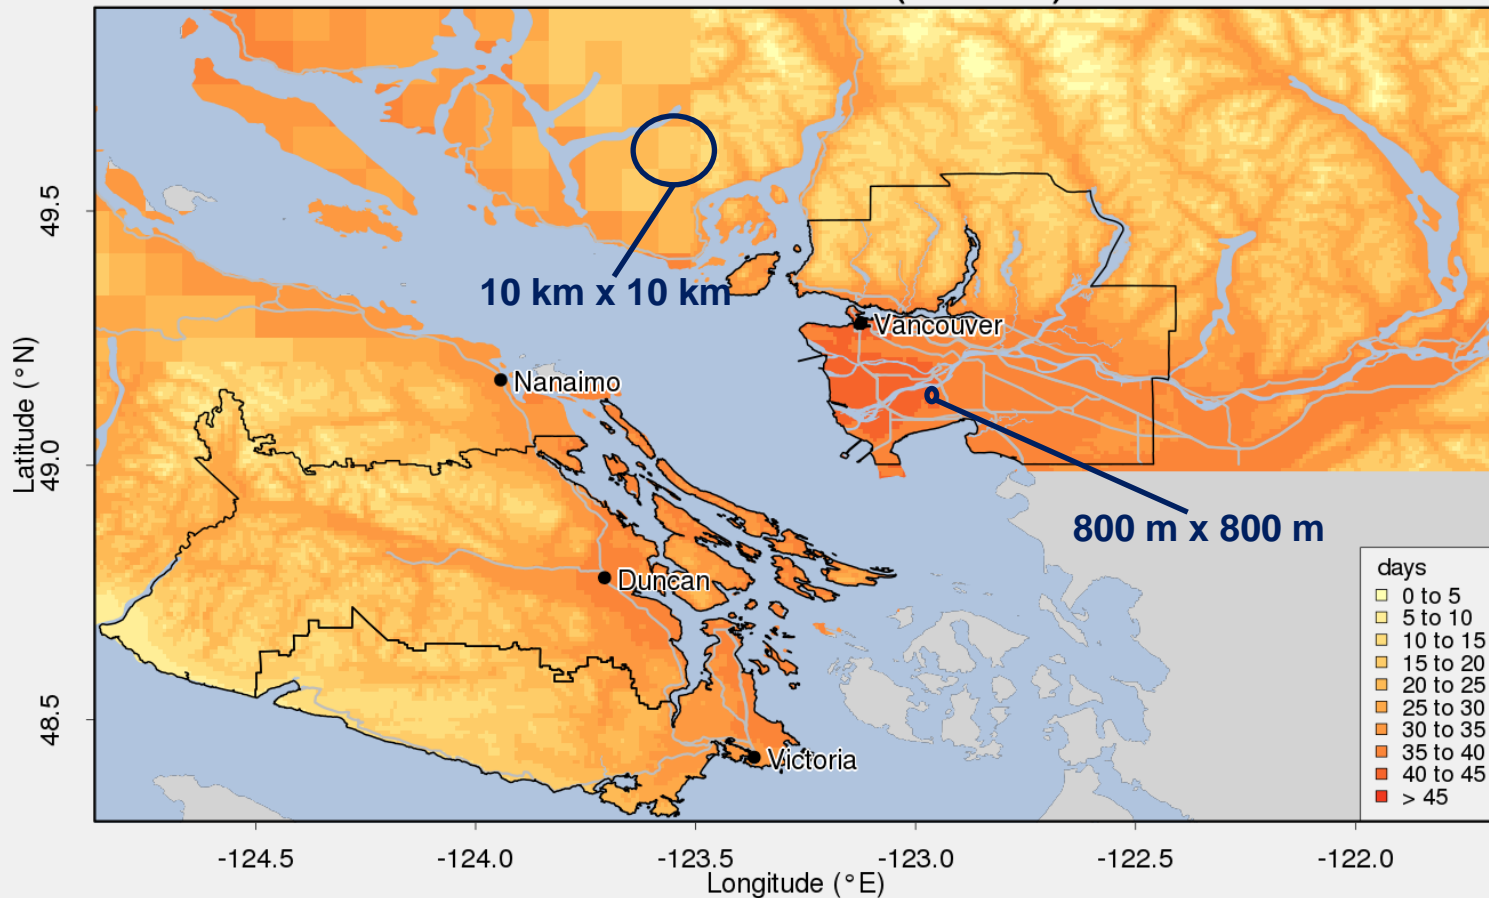 10 km x 10 km
Vancouver
Nanaimo
800 m x 800 m
Duncan
Victoria
days
0 to 5
5 to 10
10 to 15
15 to 20
20 to 25
25 to 30
30 to 35
35 to 40
40 to 45
> 45
Latitude (°N)
49.5
49.0
48.5
-124.5 -124.0 -123.5 -123.0 -122.5 -122.0
Longitude (°E)